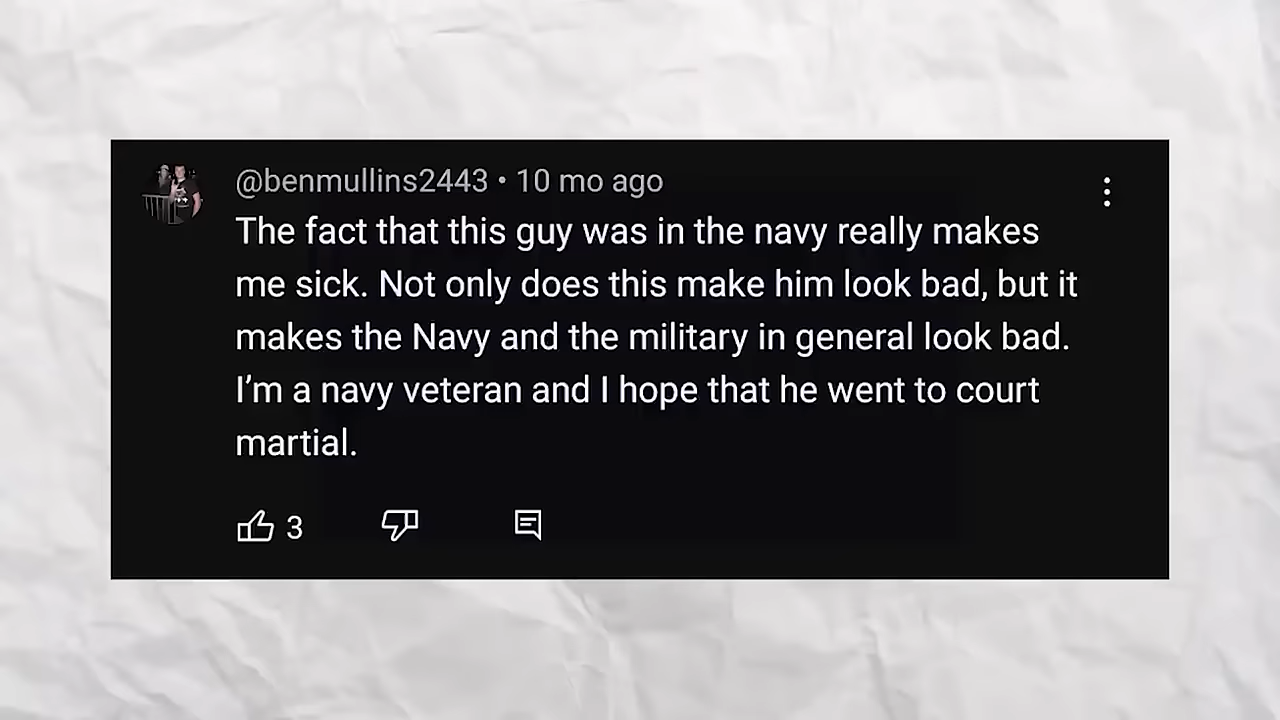 @benmullins2443 • 10 mo ago
The fact that this guy was in the navy really makes
me sick. Not only does this make him look bad, but it
makes the Navy and the military in general look bad.
I’m a navy veteran and I hope that he went to court
martial.
3